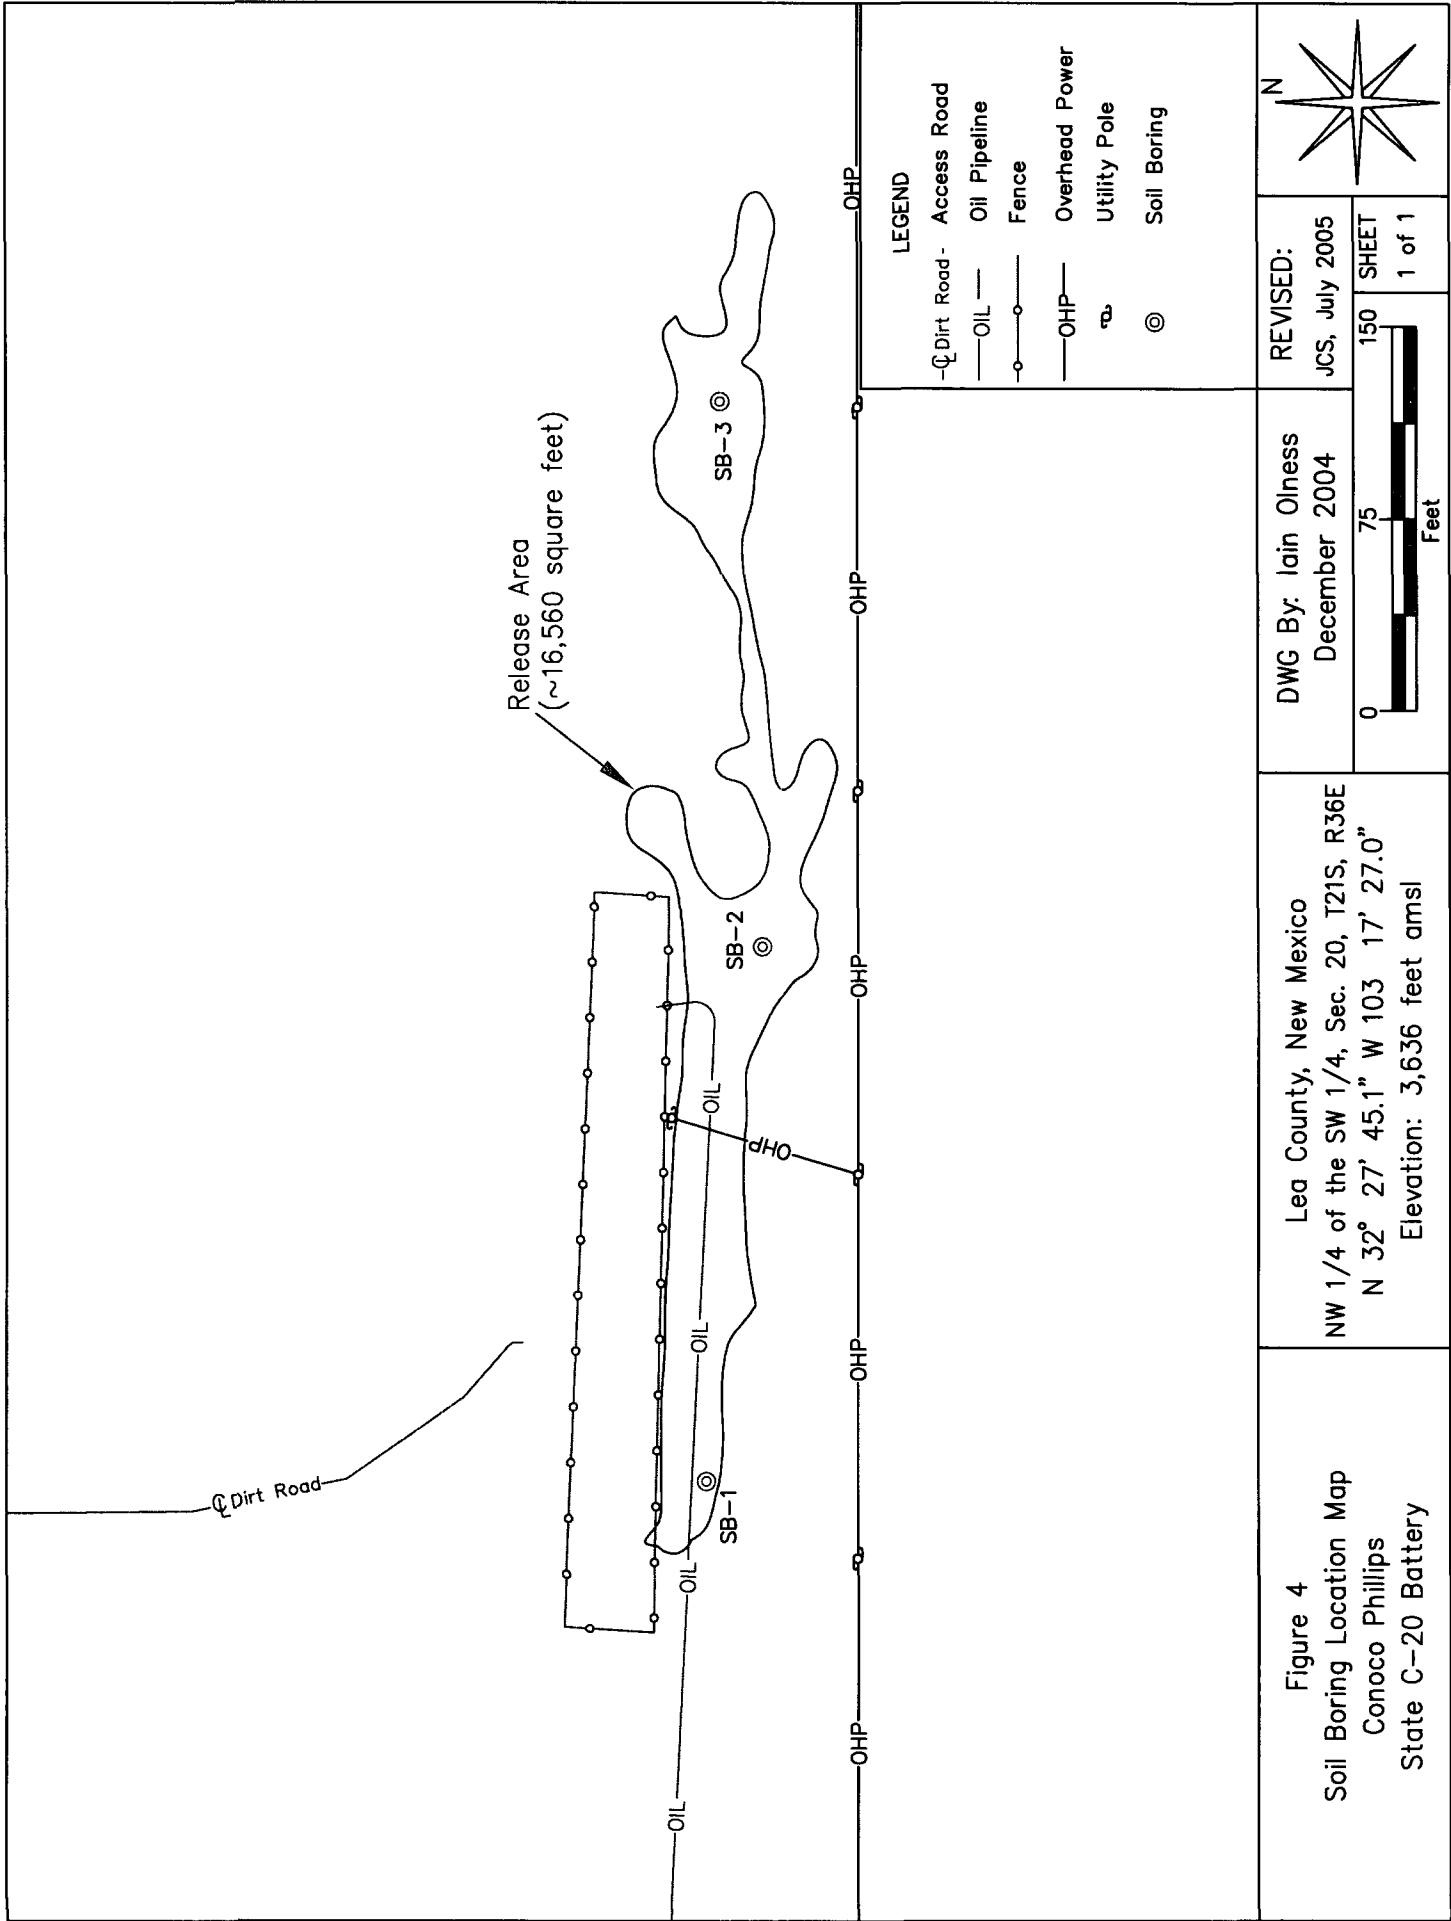 ℄ Dirt Road
Release Area
(~16,560 square feet)
OIL
OIL
OIL
OIL
SB-1
SB-2
SB-3
OHP
OHP
OHP
OHP
OHP
OHP
LEGEND
-℄ Dirt Road- Access Road
OIL Oil Pipeline
Fence
OHP Overhead Power
Utility Pole
Soil Boring
Figure 4
Soil Boring Location Map
Conoco Phillips
State C-20 Battery
Lea County, New Mexico
NW 1/4 of the SW 1/4, Sec. 20, T21S, R36E
N 32° 27' 45.1" W 103 17' 27.0"
Elevation: 3,636 feet amsl
DWG By: Iain Olness
December 2004
REVISED:
JCS, July 2005
0 75 150
Feet
SHEET
1 of 1
N